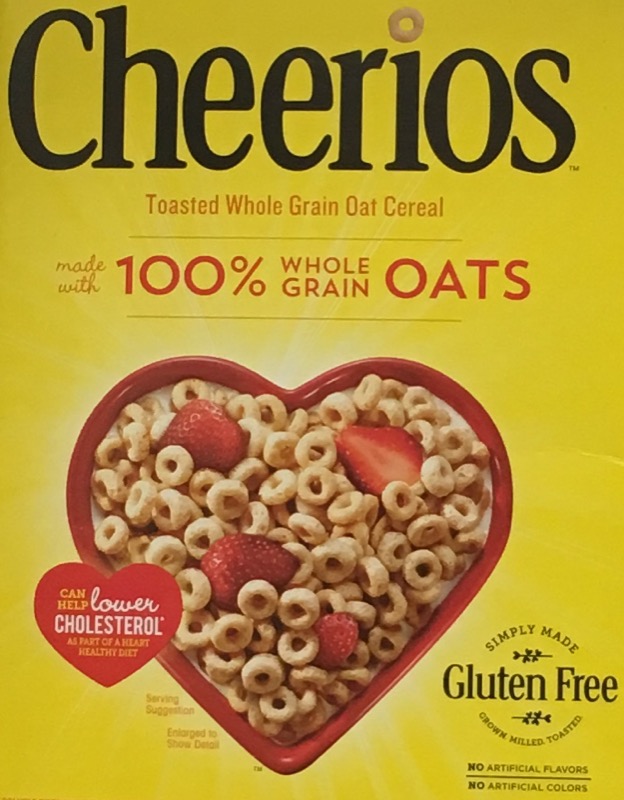 Cheerios™
Toasted Whole Grain Oat Cereal
made with 100% WHOLE GRAIN OATS
CAN HELP lower
CHOLESTEROL*
AS PART OF A HEART
HEALTHY DIET
Serving
Suggestion
Enlarged to
Show Detail
™
SIMPLY MADE
Gluten Free
GROWN, MILLED, TOASTED
NO ARTIFICIAL FLAVORS
NO ARTIFICIAL COLORS